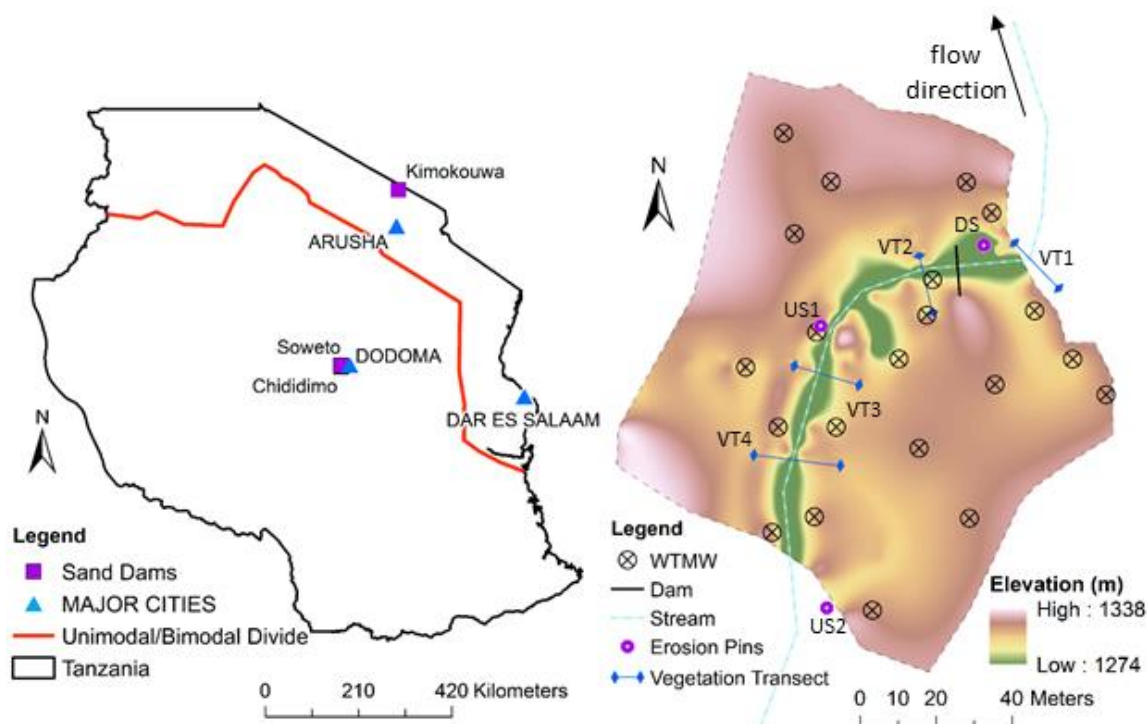 N
Kimokouwa
ARUSHA
Soweto
DODOMA
Chididimo
DAR ES SALAAM
N
Legend
Sand Dams
MAJOR CITIES
Unimodal/Bimodal Divide
Tanzania
0 210 420 Kilometers
flow
direction
N
DS
VT2
VT1
US1
VT3
VT4
US2
Legend
WTMW
Dam
Stream
Erosion Pins
Vegetation Transect
Elevation (m)
High : 1338
Low : 1274
0 10 20 40 Meters